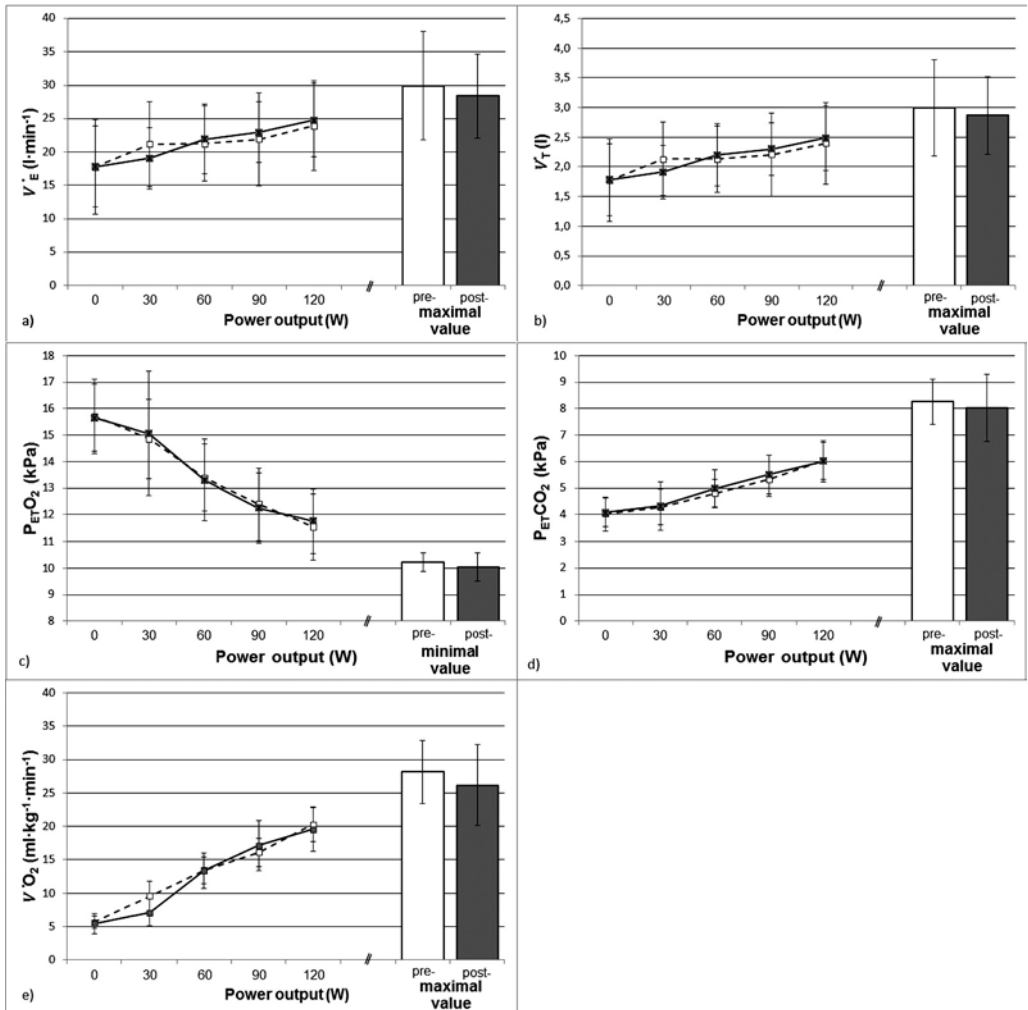 40
35
30
25
20
15
10
5
0
V̇E (l·min-1)
0 30 60 90 120 // pre- post-
Power output (W) maximal
value
a)
4,5
4,0
3,5
3,0
2,5
2,0
1,5
1,0
0,5
0,0
VT (l)
0 30 60 90 120 // pre- post-
Power output (W) maximal
value
b)
18
17
16
15
14
13
12
11
10
9
8
PETO2 (kPa)
0 30 60 90 120 // pre- post-
Power output (W) minimal
value
c)
10
9
8
7
6
5
4
3
2
1
0
PETCO2 (kPa)
0 30 60 90 120 // pre- post-
Power output (W) maximal
value
d)
40
35
30
25
20
15
10
5
0
V̇O2 (ml·kg-1·min-1)
0 30 60 90 120 // pre- post-
Power output (W) maximal
value
e)